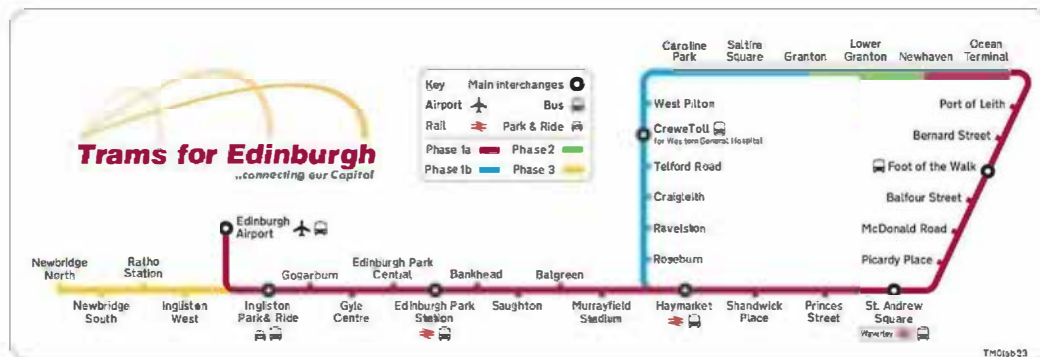 Caroline
Park
Saltire
Square
Granton
Lower
Granton
Newhaven
Ocean
Terminal
Key
Main interchanges
Airport
Bus
Rail
Park & Ride
Phase 1a
Phase 2
Phase 1b
Phase 3
Trams for Edinburgh
..connecting our Capital
West Pilton
CreweToll
for Western General Hospital
Telford Road
Craigleith
Ravelston
Roseburn
Port of Leith
Bernard Street
Foot of the Walk
Balfour Street
McDonald Road
Picardy Place
Edinburgh
Airport
Newbridge
North
Ratho
Station
Gogarburn
Edinburgh Park
Central
Bankhead
Balgreen
Newbridge
South
Ingliston
West
Ingliston
Park & Ride
Gyle
Centre
Edinburgh Park
Station
Saughton
Murrayfield
Stadium
Haymarket
Shandwick
Place
Princes
Street
St. Andrew
Square
Waverley